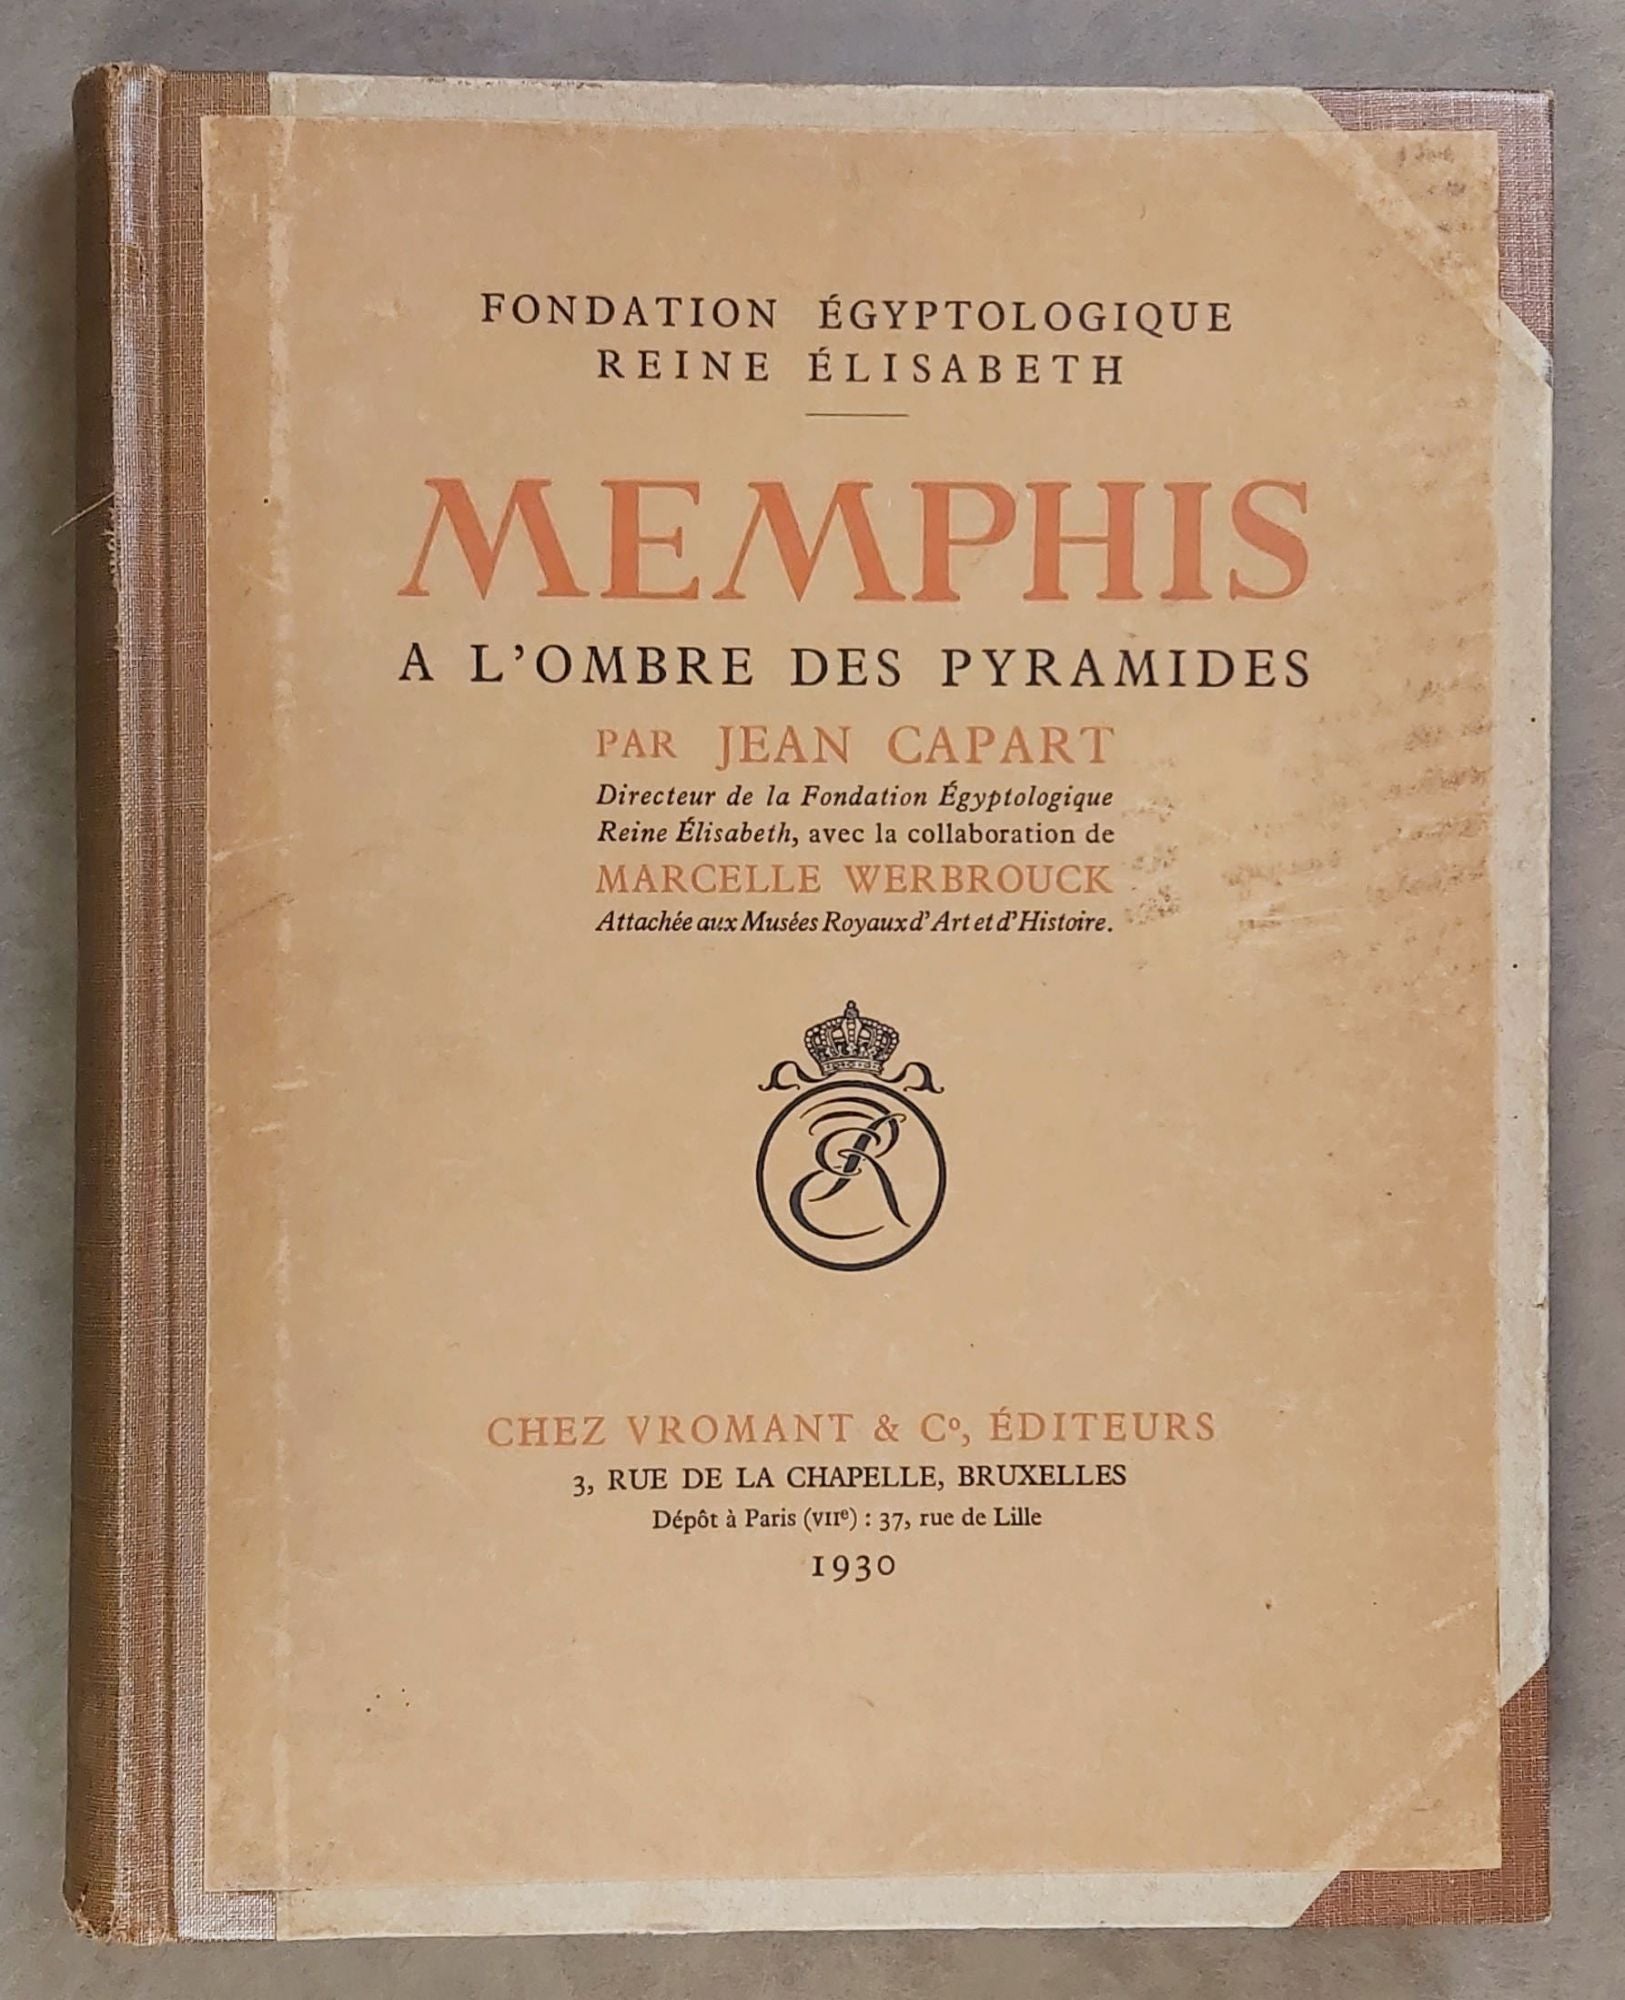 FONDATION ÉGYPTOLOGIQUE
REINE ÉLISABETH
MEMPHIS
A L'OMBRE DES PYRAMIDES
PAR JEAN CAPART
Directeur de la Fondation Égyptologique
Reine Élisabeth, avec la collaboration de
MARCELLE WERBROUCK
Attachée aux Musées Royaux d'Art et d'Histoire.
CHEZ VROMANT & Cº, ÉDITEURS
3, RUE DE LA CHAPELLE, BRUXELLES
Dépôt à Paris (VIIᵉ) : 37, rue de Lille
1930